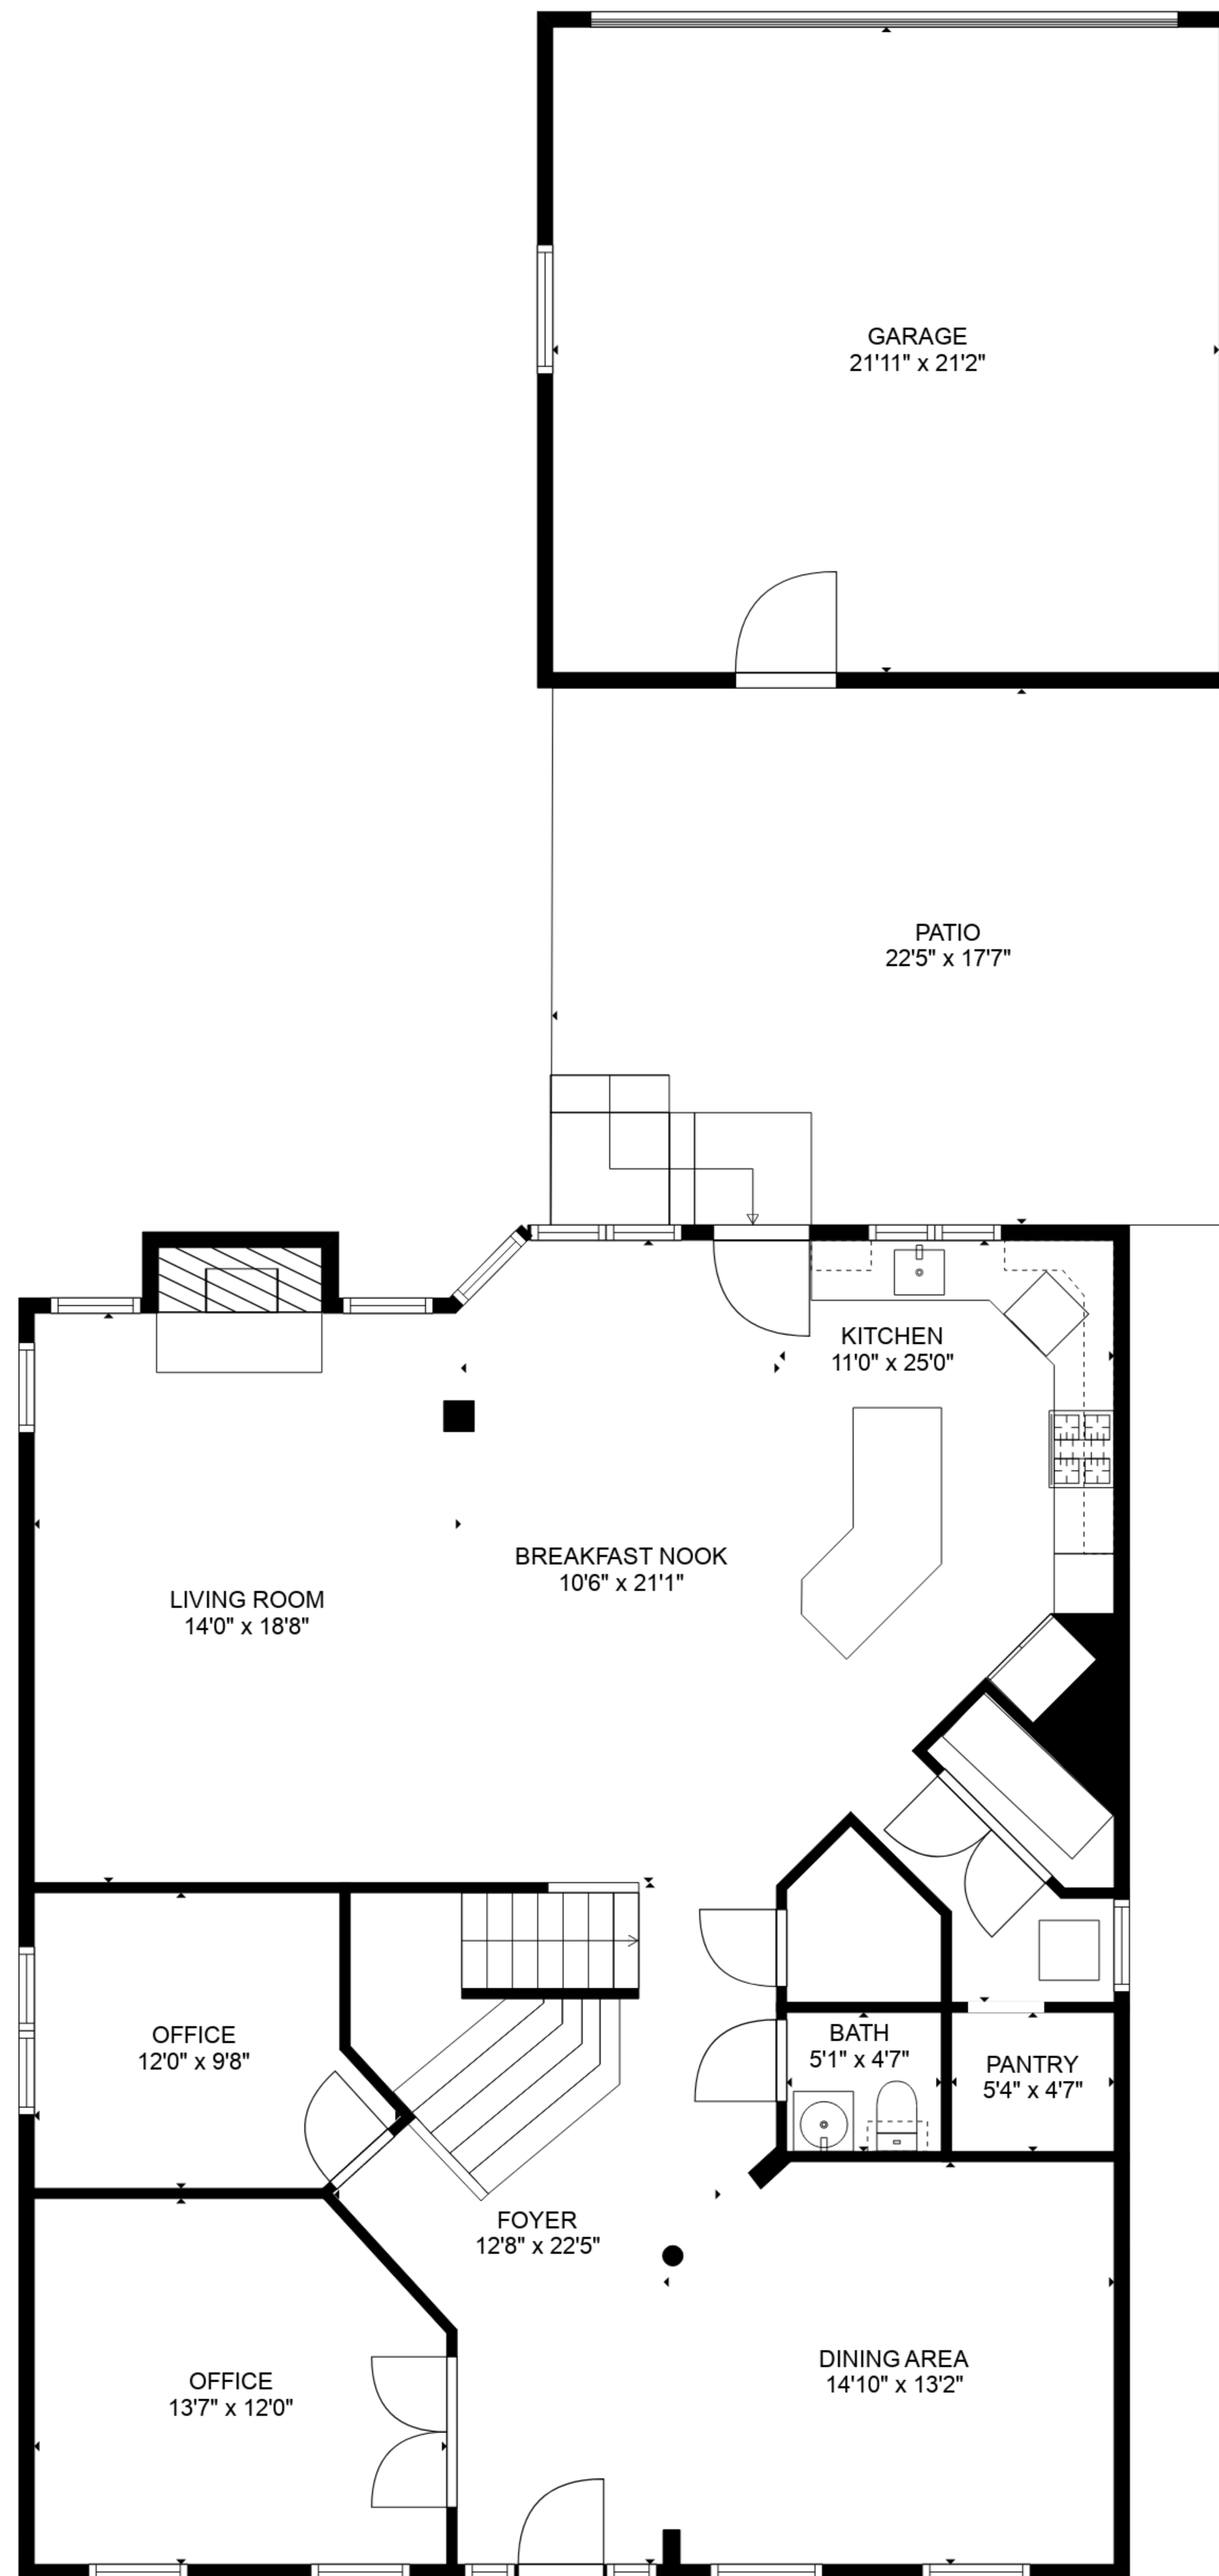 GARAGE
21'11" x 21'2"
PATIO
22'5" x 17'7"
KITCHEN
11'0" x 25'0"
BREAKFAST NOOK
10'6" x 21'1"
LIVING ROOM
14'0" x 18'8"
OFFICE
12'0" x 9'8"
BATH
5'1" x 4'7"
PANTRY
5'4" x 4'7"
FOYER
12'8" x 22'5"
DINING AREA
14'10" x 13'2"
OFFICE
13'7" x 12'0"